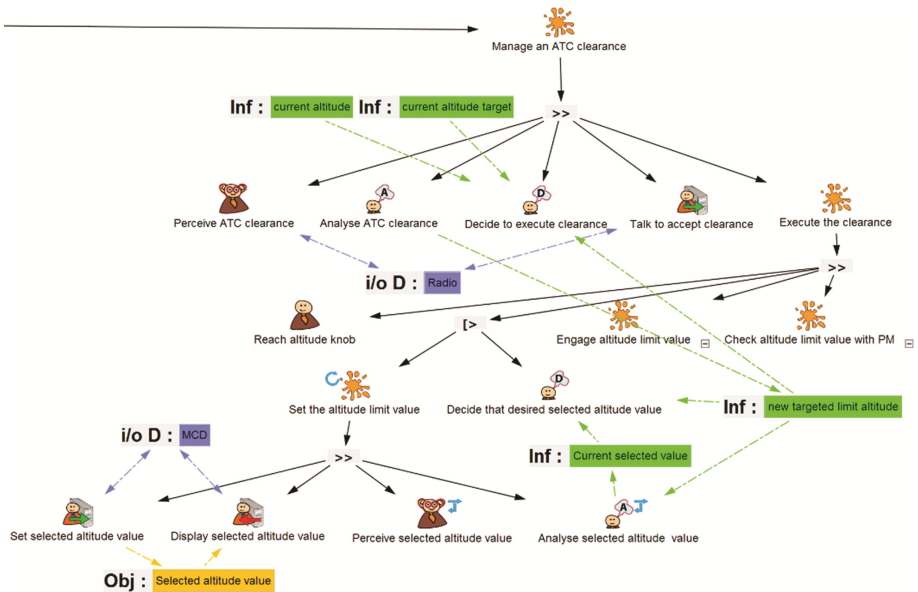 Manage an ATC clearance
Inf : current altitude Inf : current altitude target
>>
A D
Perceive ATC clearance Analyse ATC clearance Decide to execute clearance Talk to accept clearance Execute the clearance
i/o D : Radio
>>
[>
Reach altitude knob Engage altitude limit value Check altitude limit value with PM
D
Set the altitude limit value Decide that desired selected altitude value Inf : new targeted limit altitude
i/o D : MCD
>> Inf : Current selected value
A
Set selected altitude value Display selected altitude value Perceive selected altitude value Analyse selected altitude value
Obj : Selected altitude value